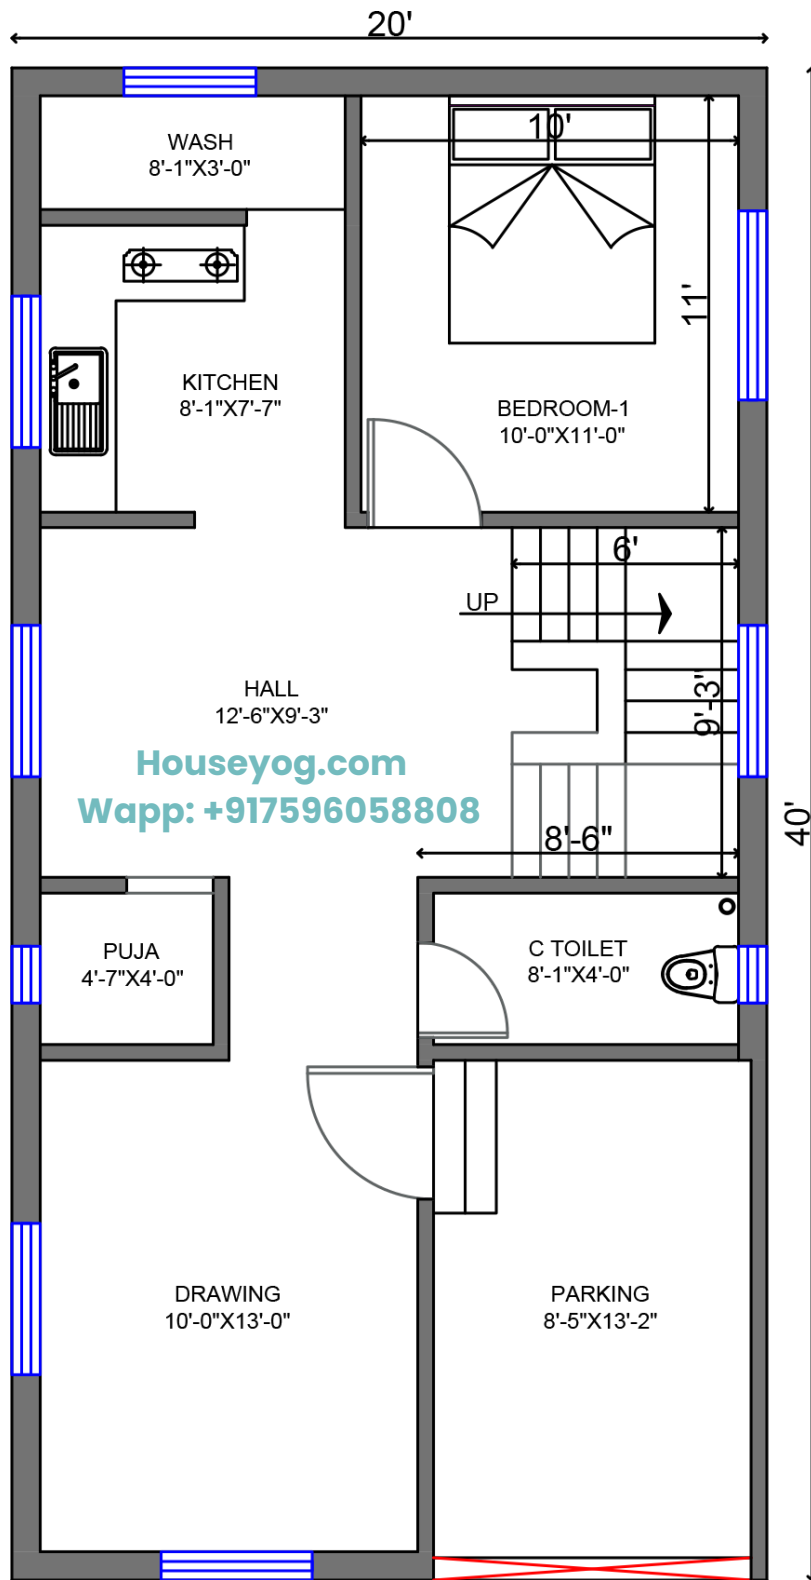 20'
WASH
8'-1"X3'-0"
10'
11'
KITCHEN
8'-1"X7'-7"
BEDROOM-1
10'-0"X11'-0"
6'
UP
HALL
12'-6"X9'-3"
9'-3"
Houseyog.com
Wapp: +917596058808
8'-6"
40'
PUJA
4'-7"X4'-0"
C TOILET
8'-1"X4'-0"
DRAWING
10'-0"X13'-0"
PARKING
8'-5"X13'-2"